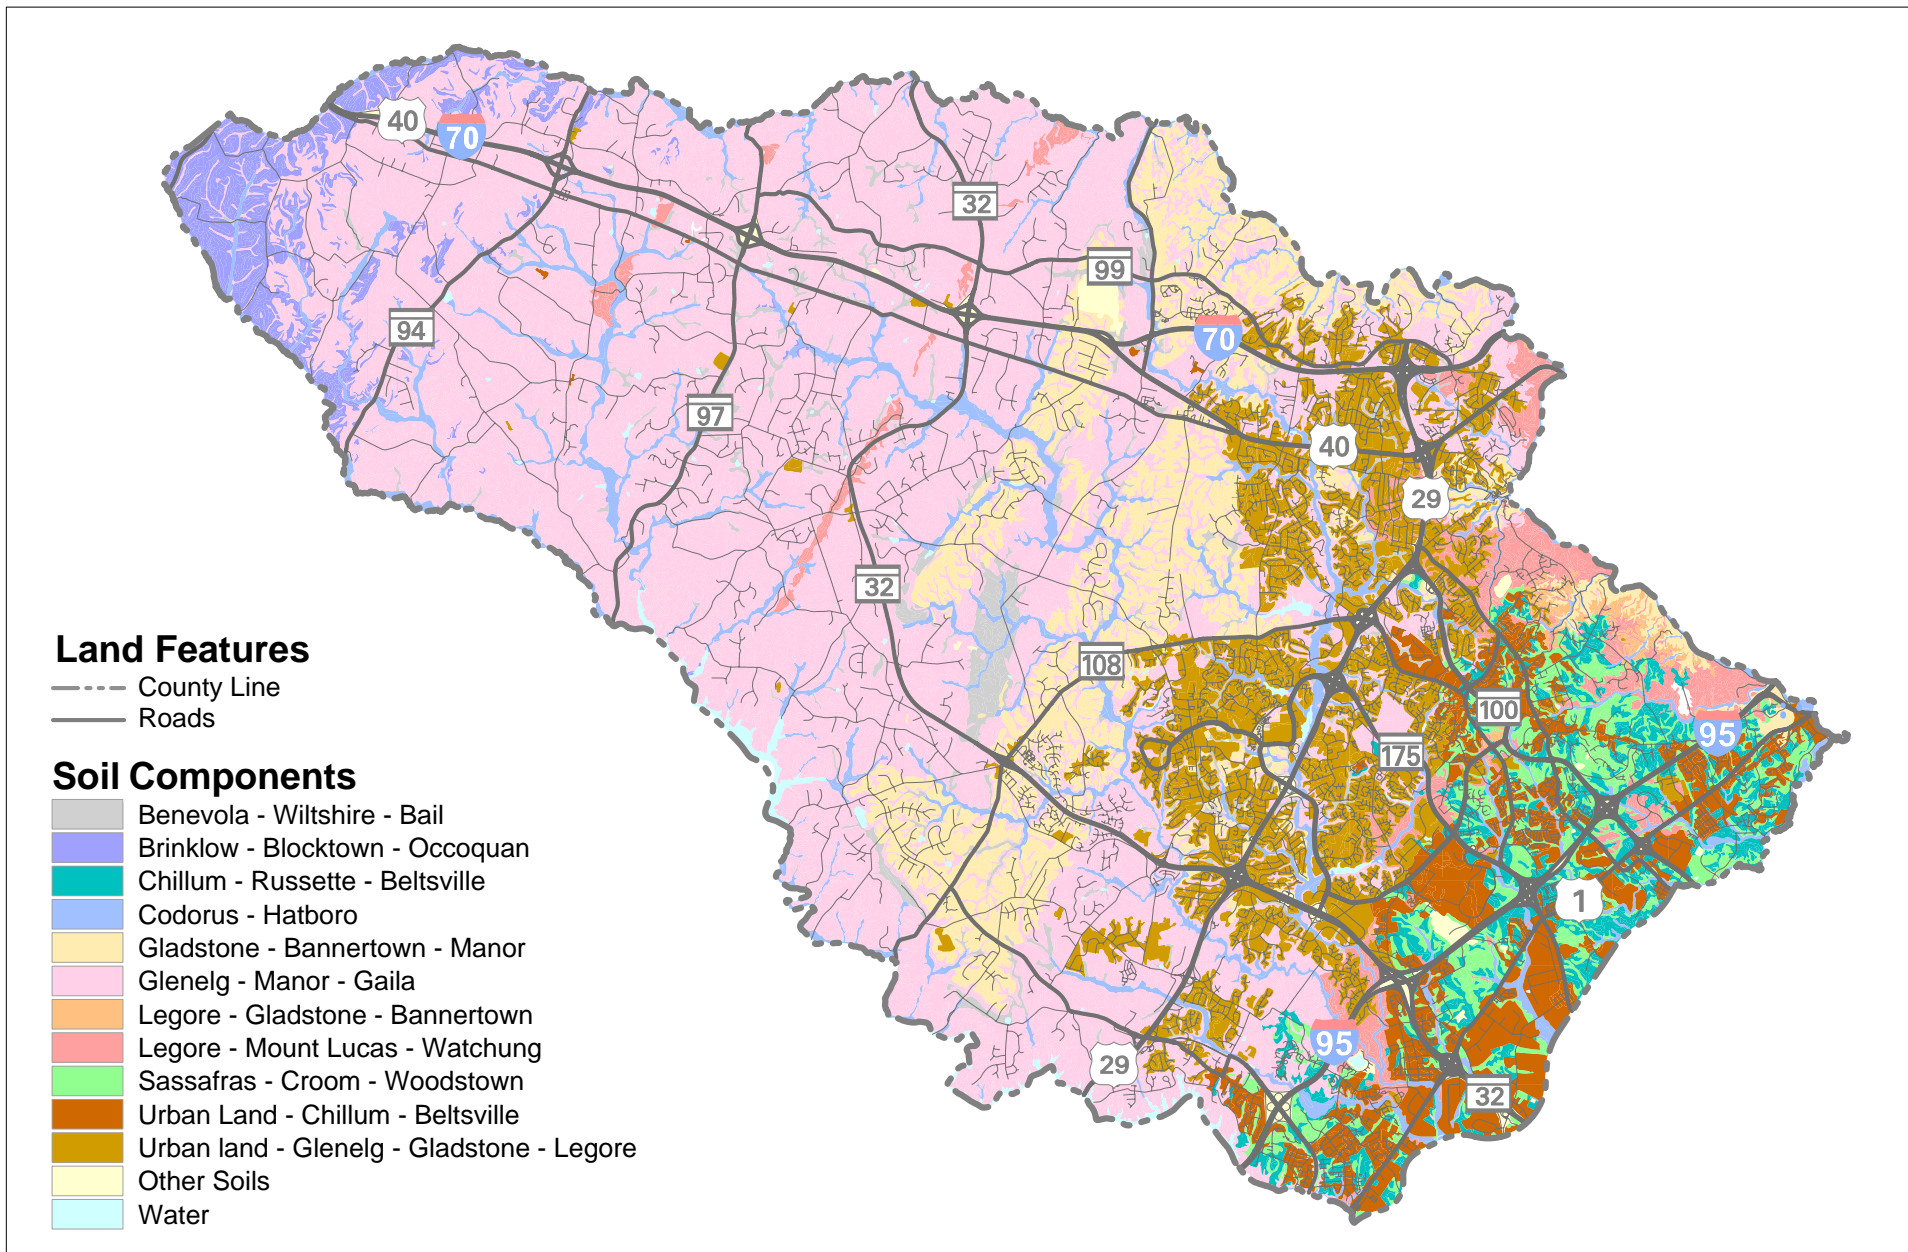 40
70
32
99
94
70
97
40
29
32
108
100
95
175
1
95
29
32
Land Features
County Line
Roads
Soil Components
Benevola - Wiltshire - Bail
Brinklow - Blocktown - Occoquan
Chillum - Russette - Beltsville
Codorus - Hatboro
Gladstone - Bannertown - Manor
Glenelg - Manor - Gaila
Legore - Gladstone - Bannertown
Legore - Mount Lucas - Watchung
Sassafras - Croom - Woodstown
Urban Land - Chillum - Beltsville
Urban land - Glenelg - Gladstone - Legore
Other Soils
Water